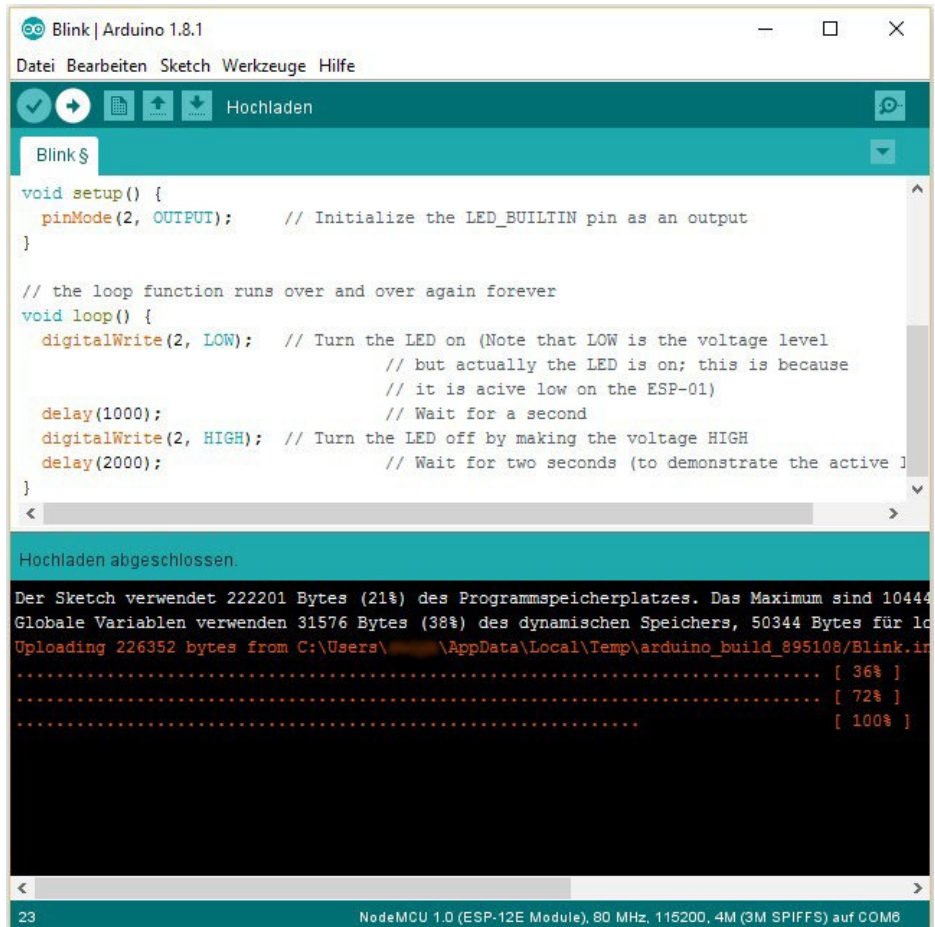 Blink | Arduino 1.8.1
Datei Bearbeiten Sketch Werkzeuge Hilfe
Hochladen
Blink §
void setup() {
  pinMode(2, OUTPUT);     // Initialize the LED_BUILTIN pin as an output
}
// the loop function runs over and over again forever
void loop() {
  digitalWrite(2, LOW);   // Turn the LED on (Note that LOW is the voltage level
                                    // but actually the LED is on; this is because
                                    // it is acive low on the ESP-01)
  delay(1000);                      // Wait for a second
  digitalWrite(2, HIGH);  // Turn the LED off by making the voltage HIGH
  delay(2000);                      // Wait for two seconds (to demonstrate the active
}
Hochladen abgeschlossen.
Der Sketch verwendet 222201 Bytes (21%) des Programmspeicherplatzes. Das Maximum sind 10444
Globale Variablen verwenden 31576 Bytes (38%) des dynamischen Speichers, 50344 Bytes für lo
Uploading 226352 bytes from C:\Users\ \AppData\Local\Temp\arduino_build_895108/Blink.in
................................................................................ [ 36% ]
................................................................................ [ 72% ]
.............................................................. [ 100% ]
23
NodeMCU 1.0 (ESP-12E Module), 80 MHz, 115200, 4M (3M SPIFFS) auf COM6